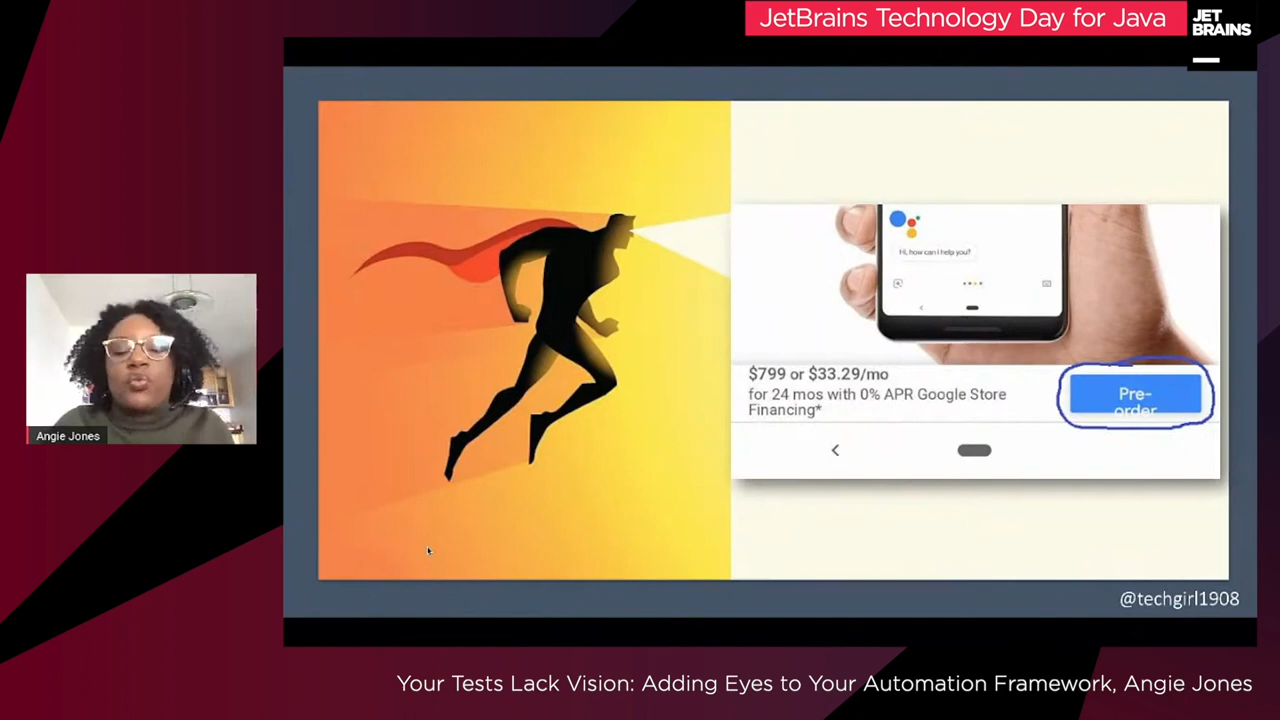 JetBrains Technology Day for Java
JET
BRAINS
Hi, how can I help you?
$799 or $33.29/mo
for 24 mos with 0% APR Google Store
Financing*
Pre-
order
Angie Jones
@techgirl1908
Your Tests Lack Vision: Adding Eyes to Your Automation Framework, Angie Jones